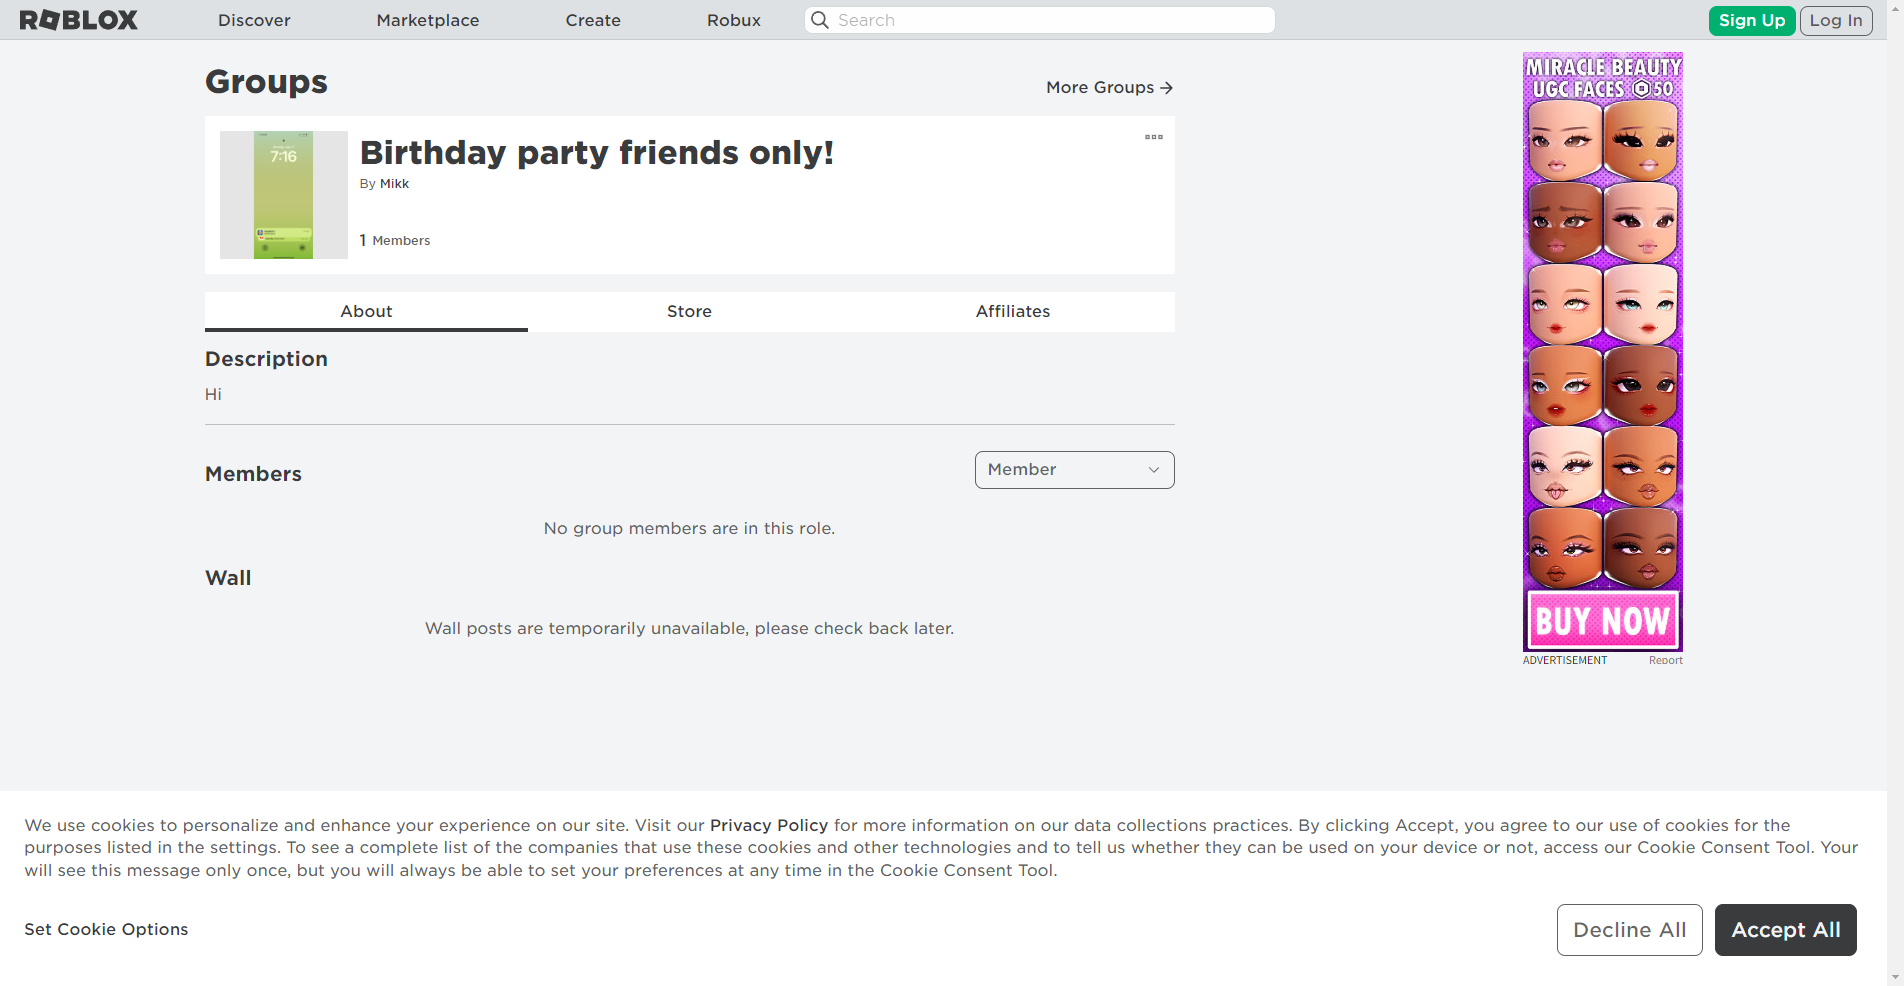 ROBLOX
Discover
Marketplace
Create
Robux
Search
Sign Up
Log In
Groups
More Groups
7:16
Birthday party friends only!
By Mikk
1 Members
About
Store
Affiliates
Description
Hi
Members
Member
No group members are in this role.
Wall
Wall posts are temporarily unavailable, please check back later.
MIRACLE BEAUTY
UGC FACES 50
BUY NOW
ADVERTISEMENT
Report
We use cookies to personalize and enhance your experience on our site. Visit our Privacy Policy for more information on our data collections practices. By clicking Accept, you agree to our use of cookies for the
purposes listed in the settings. To see a complete list of the companies that use these cookies and other technologies and to tell us whether they can be used on your device or not, access our Cookie Consent Tool. Your
will see this message only once, but you will always be able to set your preferences at any time in the Cookie Consent Tool.
Set Cookie Options
Decline All
Accept All